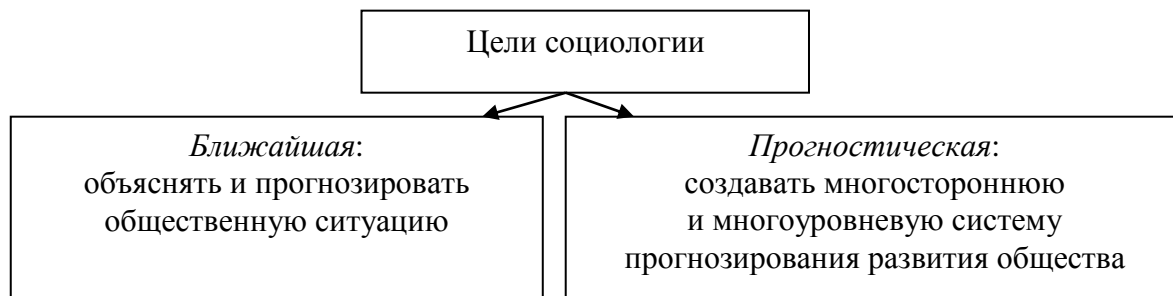 Цели социологии
Ближайшая:
объяснять и прогнозировать
общественную ситуацию
Прогностическая:
создавать многостороннюю
и многоуровневую систему
прогнозирования развития общества